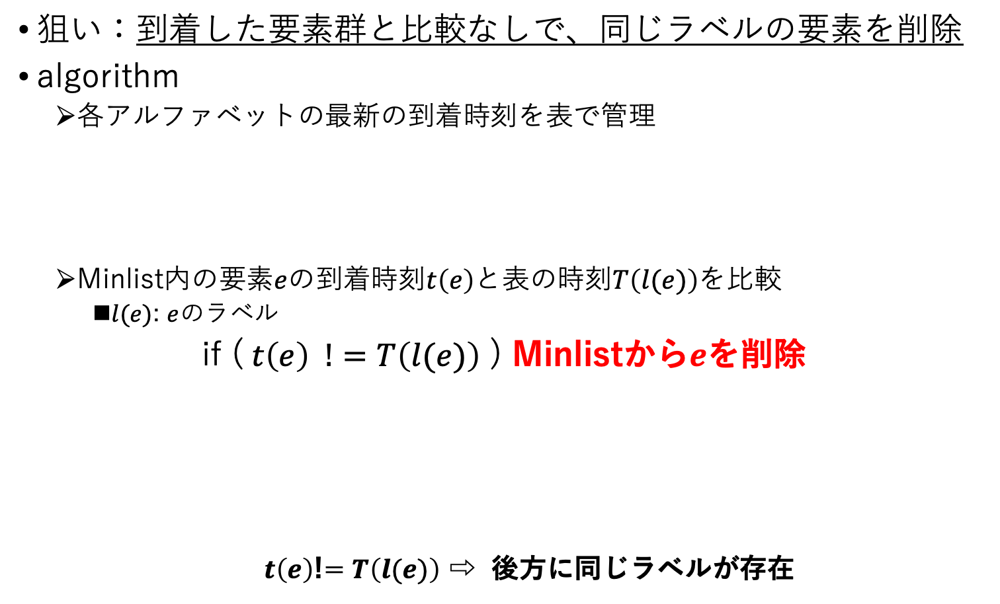 • 狙い：到着した要素群と比較なしで、同じラベルの要素を削除
• algorithm
➢各アルファベットの最新の到着時刻を表で管理
➢Minlist内の要素eの到着時刻t(e)と表の時刻T(l(e))を比較
■l(e): eのラベル
if ( t(e) != T(l(e)) ) Minlistからeを削除
t(e)!= T(l(e)) ⇨ 後方に同じラベルが存在